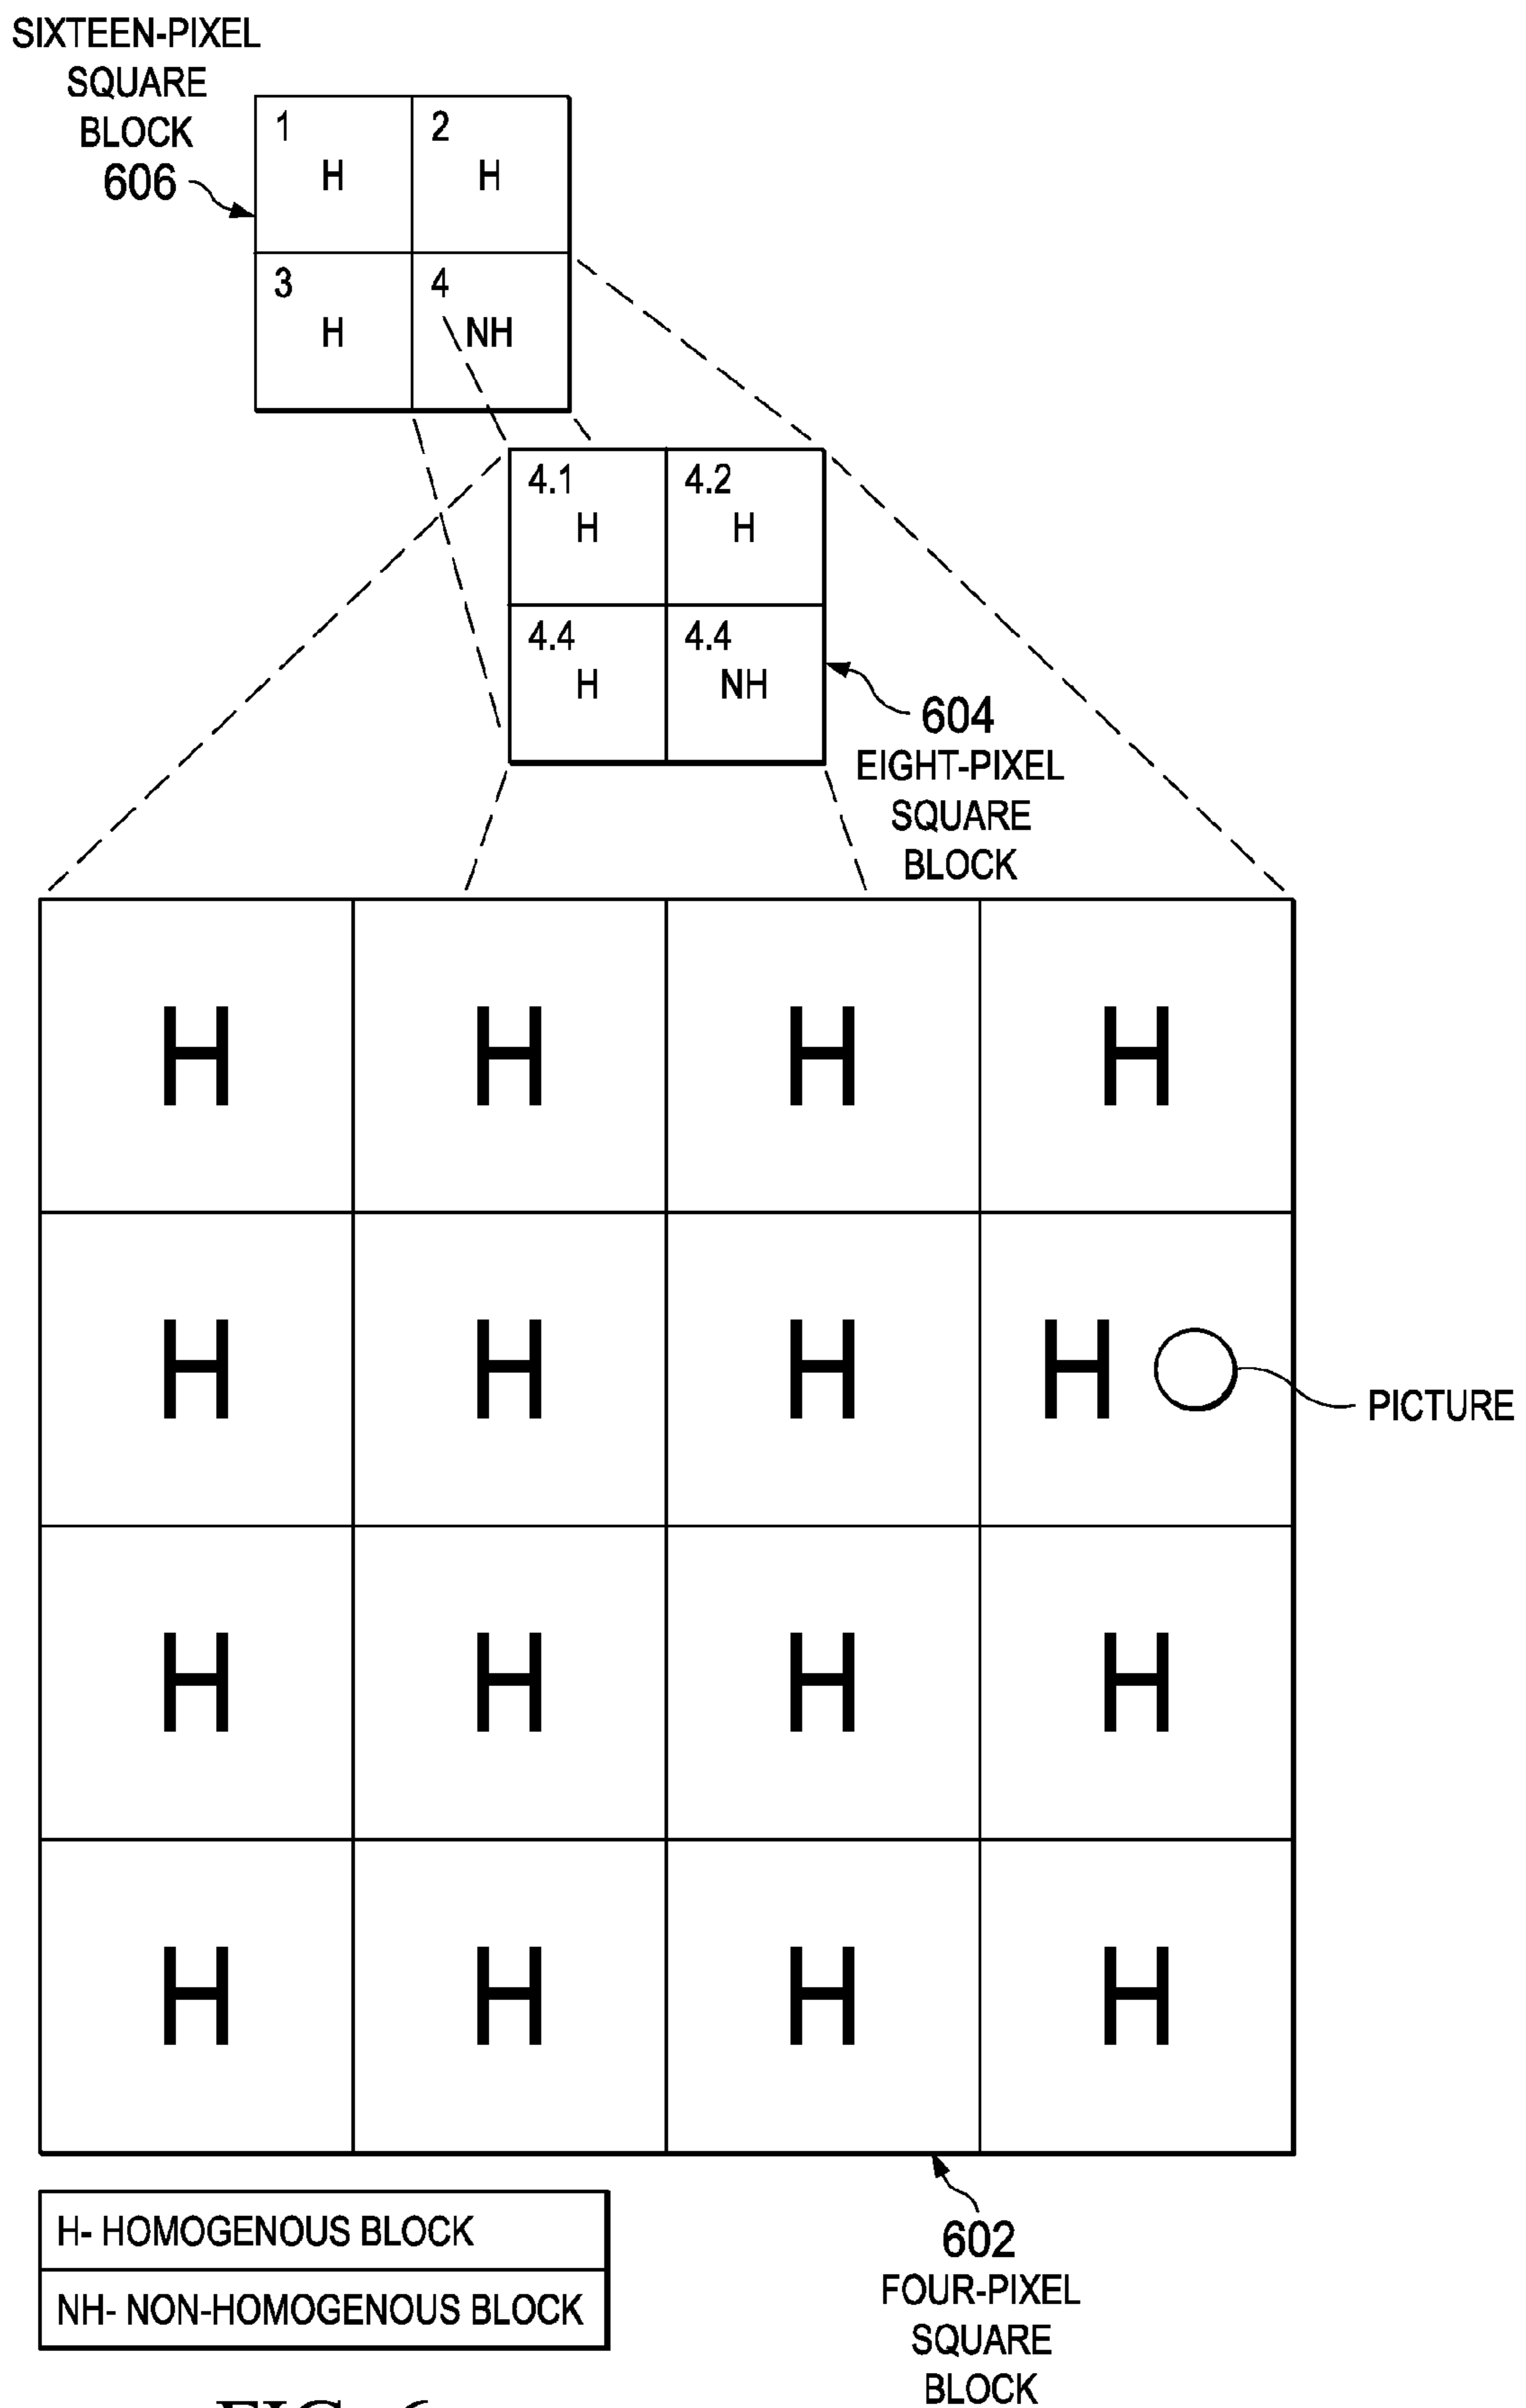 SIXTEEN-PIXEL
SQUARE
BLOCK
606
1
H
2
H
3
H
4
NH
4.1
H
4.2
H
4.4
H
4.4
NH
604
EIGHT-PIXEL
SQUARE
BLOCK
H H H H
H H H H
PICTURE
H H H H
H H H H
602
FOUR-PIXEL
SQUARE
BLOCK
H- HOMOGENOUS BLOCK
NH- NON-HOMOGENOUS BLOCK